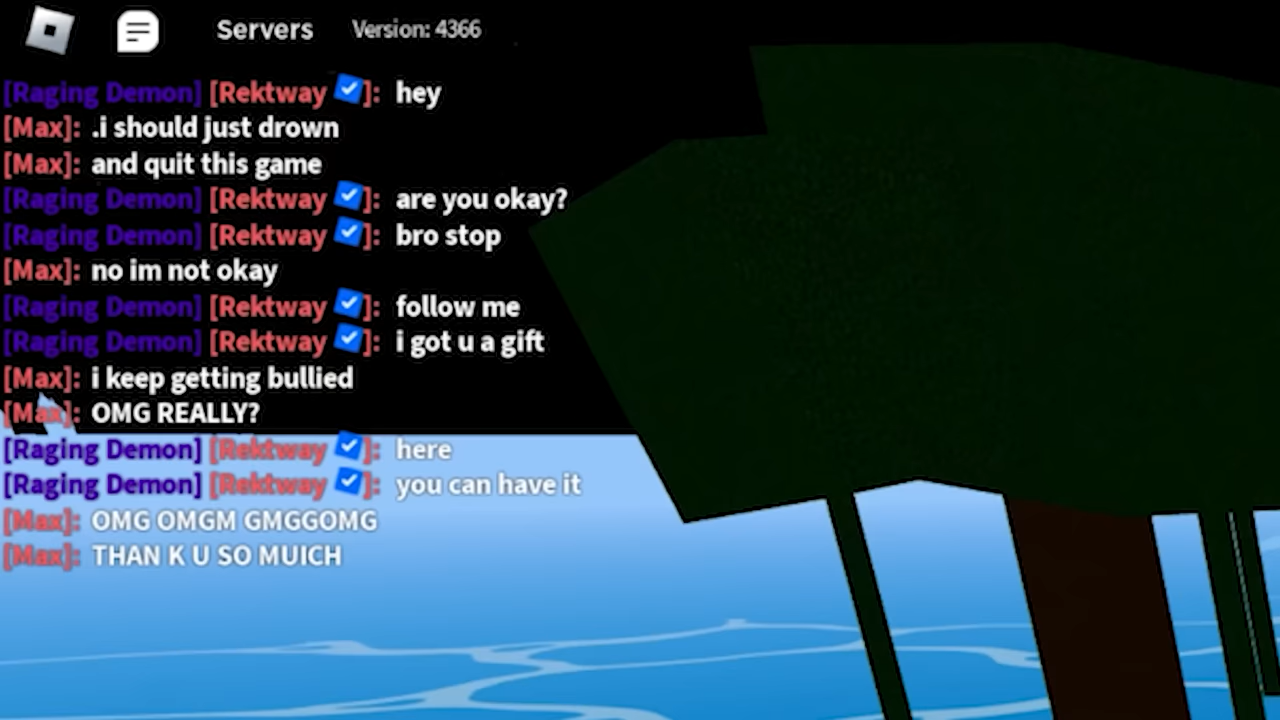 Servers Version: 4366
[Raging Demon] [Rektway ✓]: hey
[Max]: .i should just drown
[Max]: and quit this game
[Raging Demon] [Rektway ✓]: are you okay?
[Raging Demon] [Rektway ✓]: bro stop
[Max]: no im not okay
[Raging Demon] [Rektway ✓]: follow me
[Raging Demon] [Rektway ✓]: i got u a gift
[Max]: i keep getting bullied
[Max]: OMG REALLY?
[Raging Demon] [Rektway ✓]: here
[Raging Demon] [Rektway ✓]: you can have it
[Max]: OMG OMGM GMGGOMG
[Max]: THAN K U SO MUICH